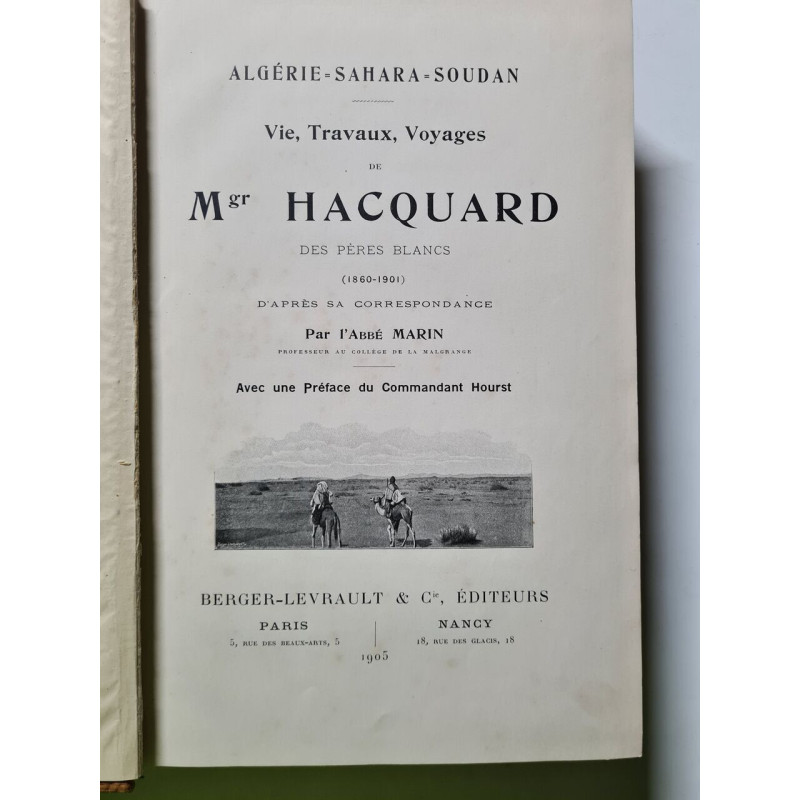 ALGÉRIE=SAHARA=SOUDAN
Vie, Travaux, Voyages
DE
Mgr HACQUARD
DES PÈRES BLANCS
(1860-1901)
D'APRÈS SA CORRESPONDANCE
Par l'Abbé MARIN
PROFESSEUR AU COLLÈGE DE LA MALGRANGE
Avec une Préface du Commandant Hourst
BERGER-LEVRAULT & Cie, ÉDITEURS
PARIS
5, RUE DES BEAUX-ARTS, 5
NANCY
18, RUE DES GLACIS, 18
1905